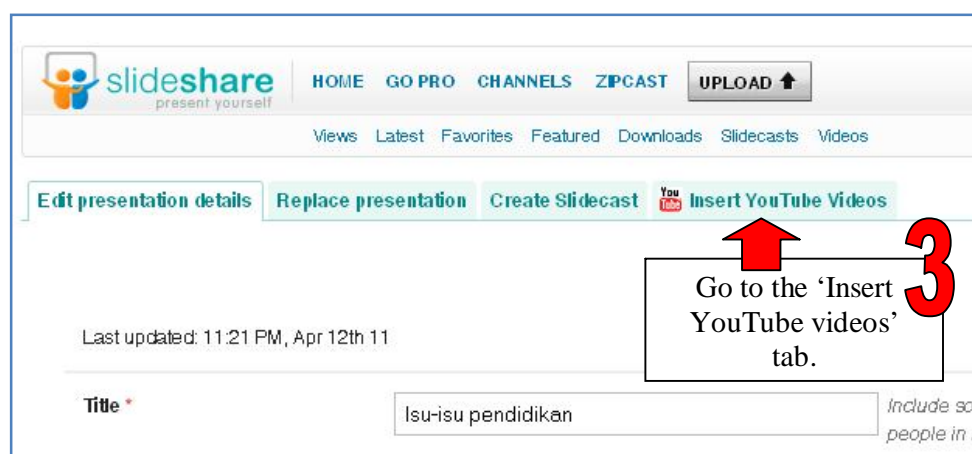 slideshare
present yourself
HOME GO PRO CHANNELS ZIPCAST UPLOAD
Views Latest Favorites Featured Downloads Slidecasts Videos
Edit presentation details Replace presentation Create Slidecast You Tube Insert YouTube Videos
3
Go to the ‘Insert
YouTube videos’
tab.
Last updated: 11:21 PM, Apr 12th 11
Title * Isu-isu pendidikan Include
people in